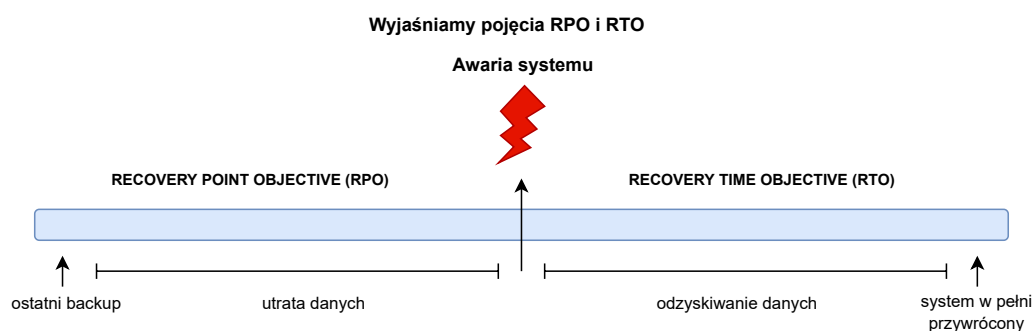 Wyjaśniamy pojęcia RPO i RTO
Awaria systemu
RECOVERY POINT OBJECTIVE (RPO)
RECOVERY TIME OBJECTIVE (RTO)
ostatni backup
utrata danych
odzyskiwanie danych
system w pełni
przywrócony